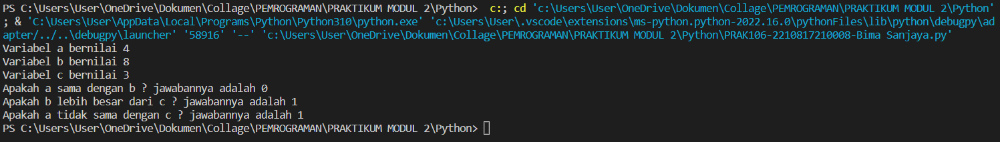 PS C:\Users\User\OneDrive\Dokumen\Collage\PEMROGRAMAN\PRAKTIKUM MODUL 2\Python>  c:; cd 'c:\Users\User\OneDrive\Dokumen\Collage\PEMROGRAMAN\PRAKTIKUM MODUL 2\Python'
; & 'C:\Users\User\AppData\Local\Programs\Python\Python310\python.exe' 'c:\Users\User\.vscode\extensions\ms-python.python-2022.16.0\pythonFiles\lib\python\debugpy\ad
apter/../..\debugpy\launcher' '58916' '--' 'c:\Users\User\OneDrive\Dokumen\Collage\PEMROGRAMAN\PRAKTIKUM MODUL 2\Python\PRAK106-2210817210008-Bima Sanjaya.py'
Variabel a bernilai 4
Variabel b bernilai 8
Variabel c bernilai 3
Apakah a sama dengan b ? jawabannya adalah 0
Apakah b lebih besar dari c ? jawabannya adalah 1
Apakah a tidak sama dengan c ? jawabannya adalah 1
PS C:\Users\User\OneDrive\Dokumen\Collage\PEMROGRAMAN\PRAKTIKUM MODUL 2\Python>